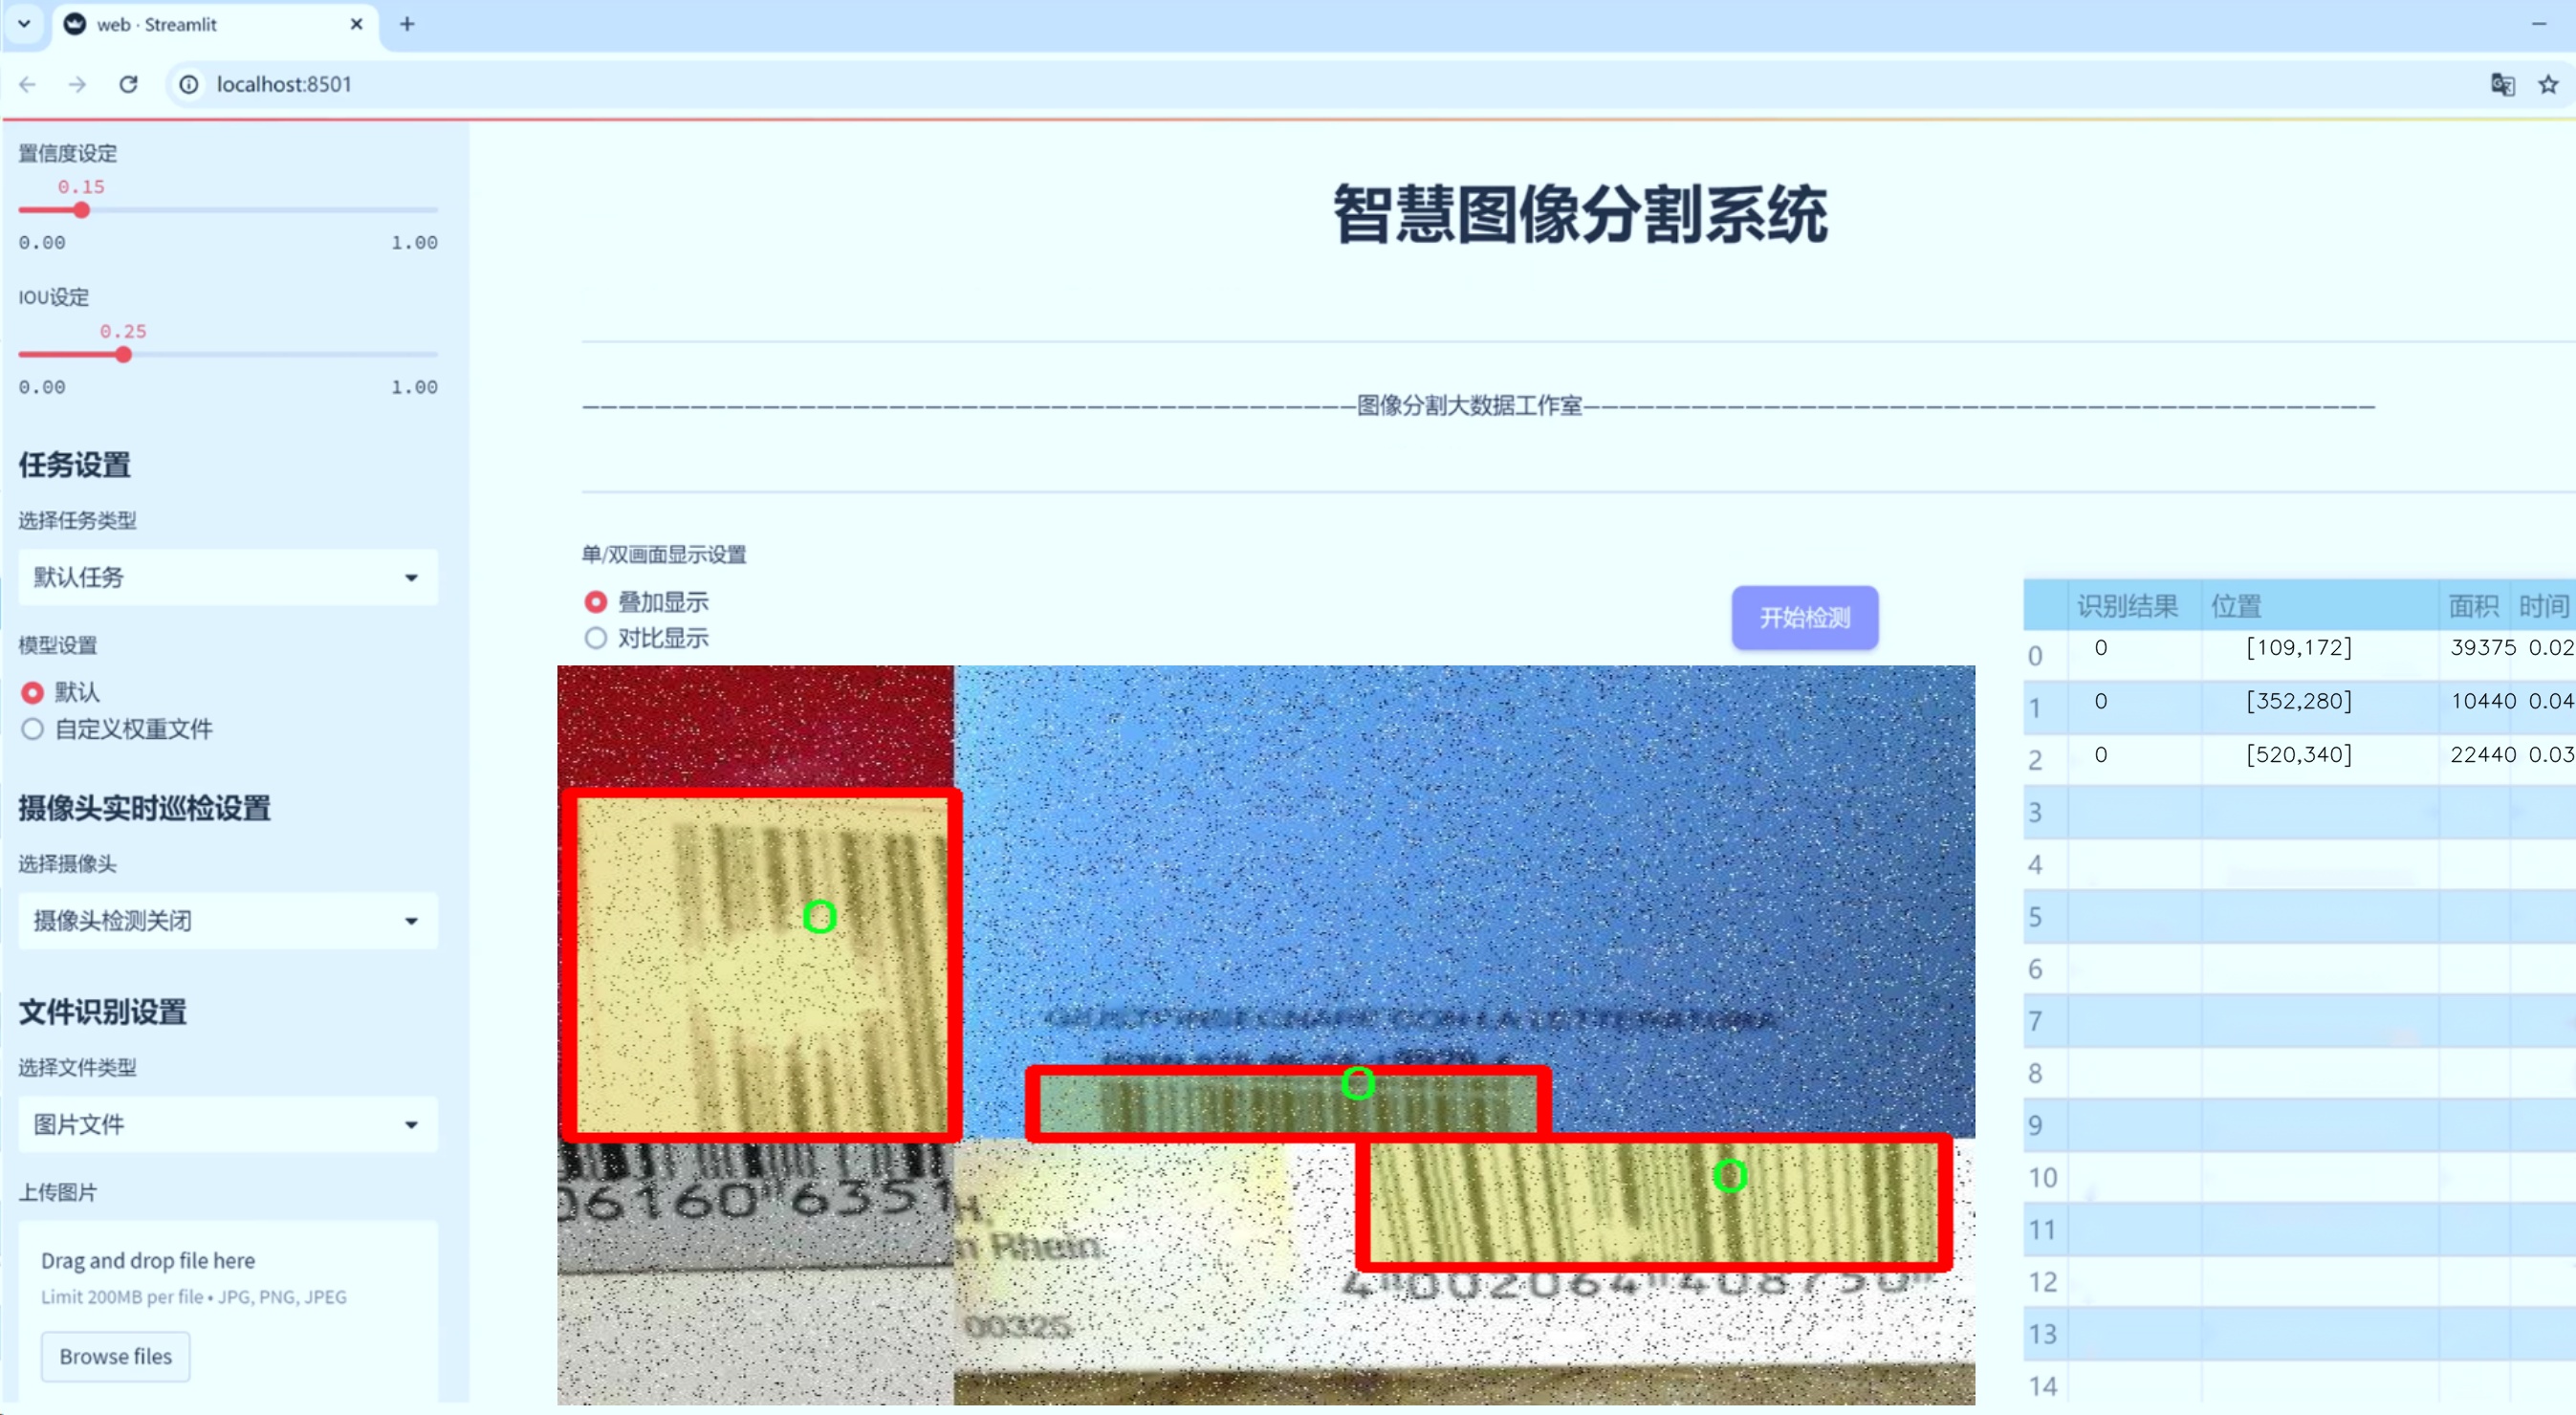 web · Streamlit
localhost:8501
置信度设定
0.15
0.00 1.00
IOU设定
0.25
0.00 1.00
任务设置
选择任务类型
默认任务
模型设置
默认
自定义权重文件
摄像头实时巡检设置
选择摄像头
摄像头检测关闭
文件识别设置
选择文件类型
图片文件
上传图片
Drag and drop file here
Limit 200MB per file • JPG, PNG, JPEG
Browse files
智慧图像分割系统
图像分割大数据工作室
单/双画面显示设置
叠加显示
对比显示
开始检测
0
0
0
06160 6351
H,
n Rhein.
00325
4 002064 408750
识别结果 位置 面积 时间
0 0 [109,172] 39375 0.02
1 0 [352,280] 10440 0.04
2 0 [520,340] 22440 0.03
3
4
5
6
7
8
9
10
11
12
13
14